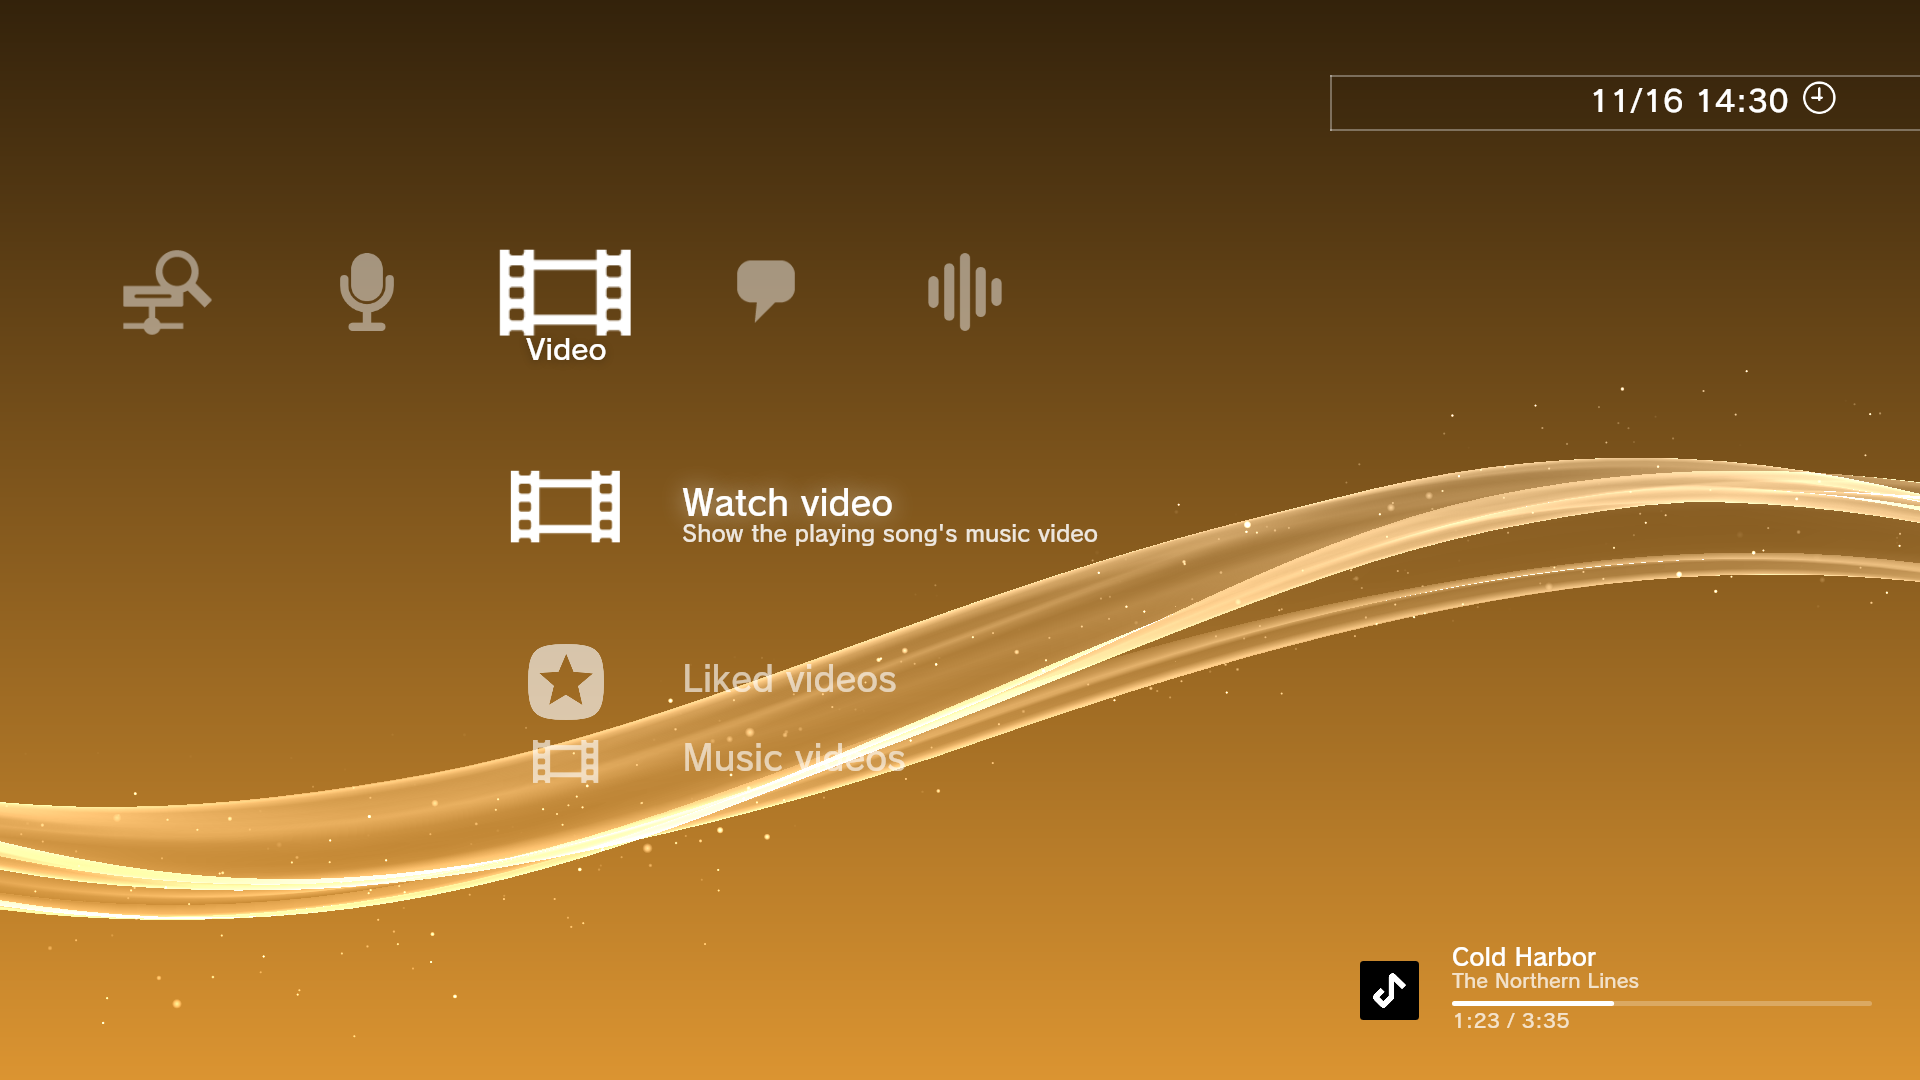 11/16 14:30
Video
Watch video
Show the playing song's music video
Liked videos
Music videos
Cold Harbor
The Northern Lines
1:23 / 3:35